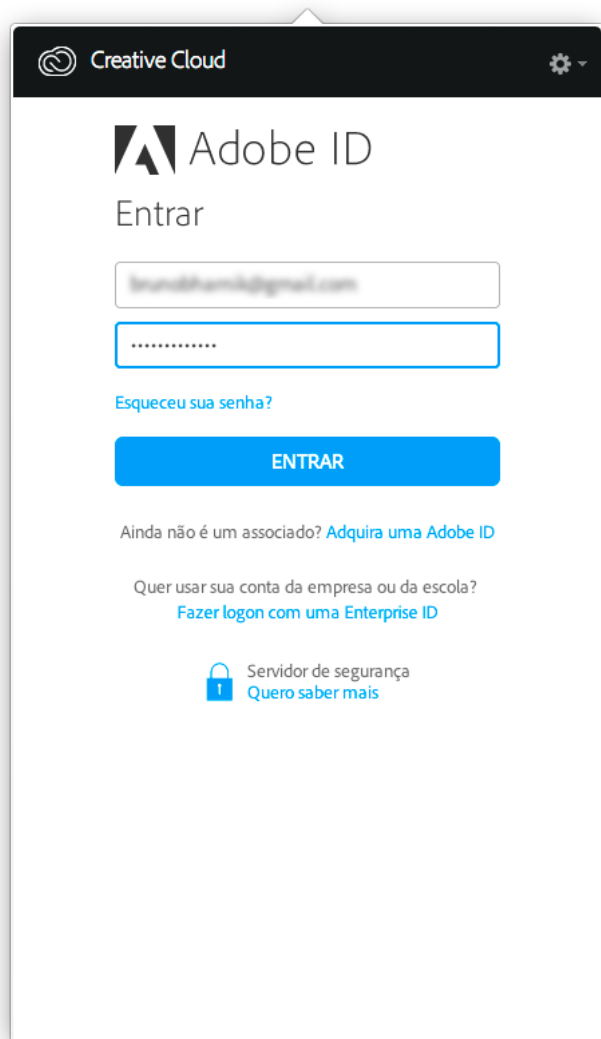 Creative Cloud
Adobe ID
Entrar
•••••••••••••
Esqueceu sua senha?
ENTRAR
Ainda não é um associado? Adquira uma Adobe ID
Quer usar sua conta da empresa ou da escola?
Fazer logon com uma Enterprise ID
Servidor de segurança
Quero saber mais